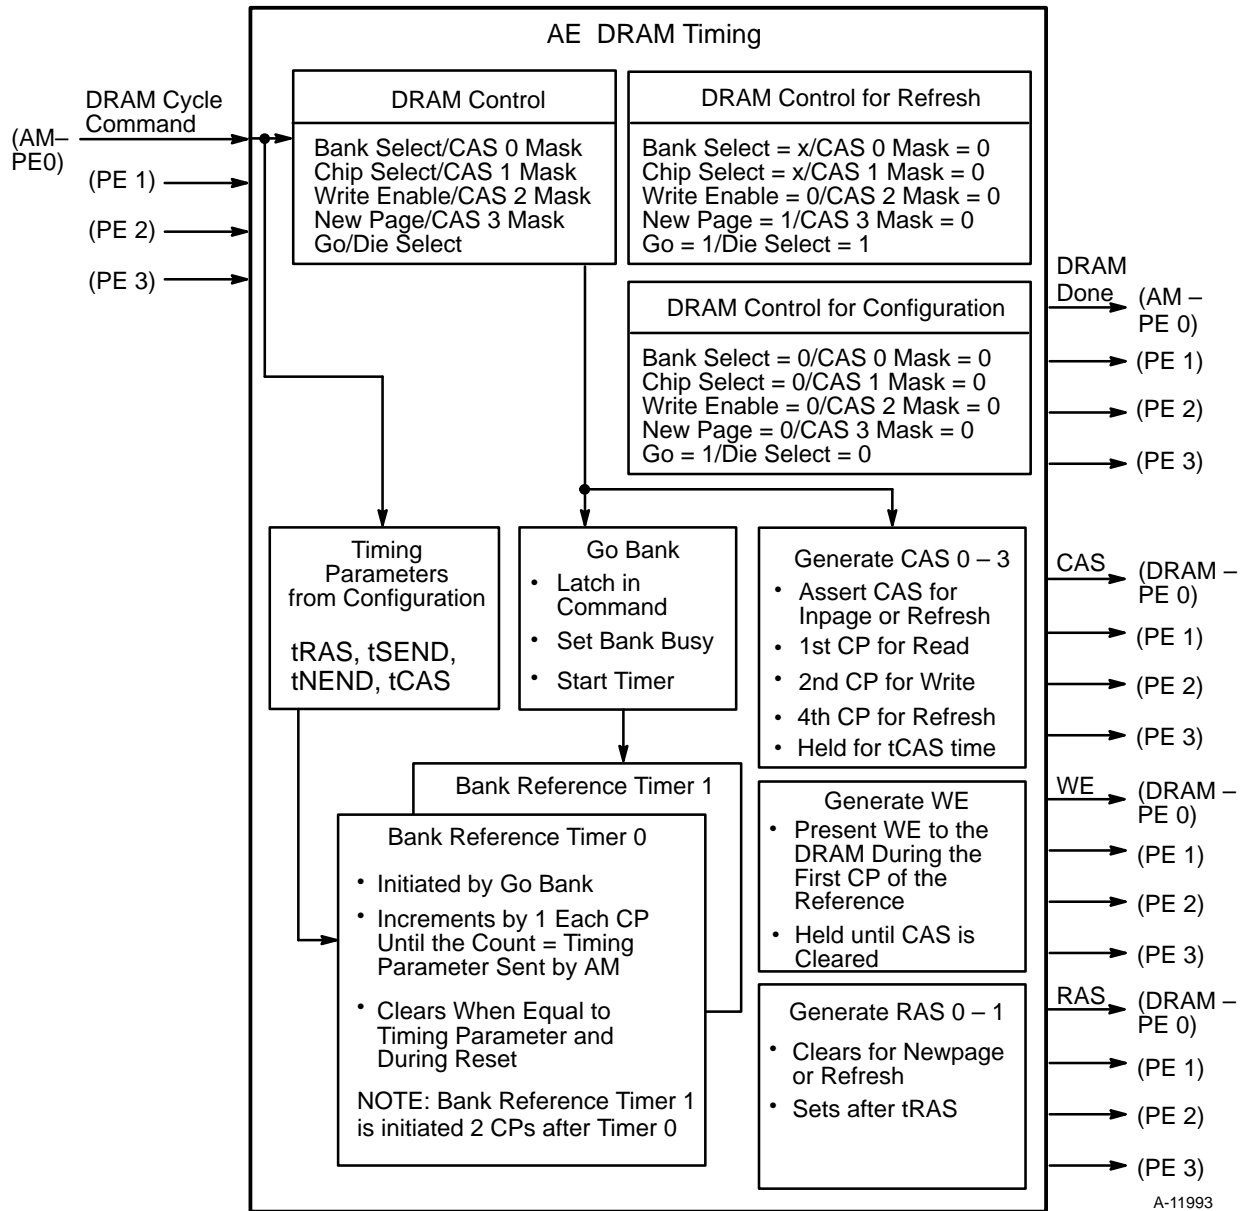 AE DRAM Timing
DRAM Cycle
Command
(AM–
PE0)
(PE 1)
(PE 2)
(PE 3)
DRAM Control
Bank Select/CAS 0 Mask
Chip Select/CAS 1 Mask
Write Enable/CAS 2 Mask
New Page/CAS 3 Mask
Go/Die Select
DRAM Control for Refresh
Bank Select = x/CAS 0 Mask = 0
Chip Select = x/CAS 1 Mask = 0
Write Enable = 0/CAS 2 Mask = 0
New Page = 1/CAS 3 Mask = 0
Go = 1/Die Select = 1
DRAM Control for Configuration
Bank Select = 0/CAS 0 Mask = 0
Chip Select = 0/CAS 1 Mask = 0
Write Enable = 0/CAS 2 Mask = 0
New Page = 0/CAS 3 Mask = 0
Go = 1/Die Select = 0
DRAM
Done
(AM –
PE 0)
(PE 1)
(PE 2)
(PE 3)
Timing
Parameters
from Configuration
tRAS, tSEND,
tNEND, tCAS
Go Bank
• Latch in
Command
• Set Bank Busy
• Start Timer
Generate CAS 0 – 3
• Assert CAS for
Inpage or Refresh
• 1st CP for Read
• 2nd CP for Write
• 4th CP for Refresh
• Held for tCAS time
CAS
(DRAM –
PE 0)
(PE 1)
(PE 2)
(PE 3)
Bank Reference Timer 1
Bank Reference Timer 0
• Initiated by Go Bank
• Increments by 1 Each CP
Until the Count = Timing
Parameter Sent by AM
• Clears When Equal to
Timing Parameter and
During Reset
NOTE: Bank Reference Timer 1
is initiated 2 CPs after Timer 0
Generate WE
• Present WE to the
DRAM During the
First CP of the
Reference
• Held until CAS is
Cleared
WE
(DRAM –
PE 0)
(PE 1)
(PE 2)
(PE 3)
Generate RAS 0 – 1
• Clears for Newpage
or Refresh
• Sets after tRAS
RAS
(DRAM –
PE 0)
(PE 1)
(PE 2)
(PE 3)
A-11993